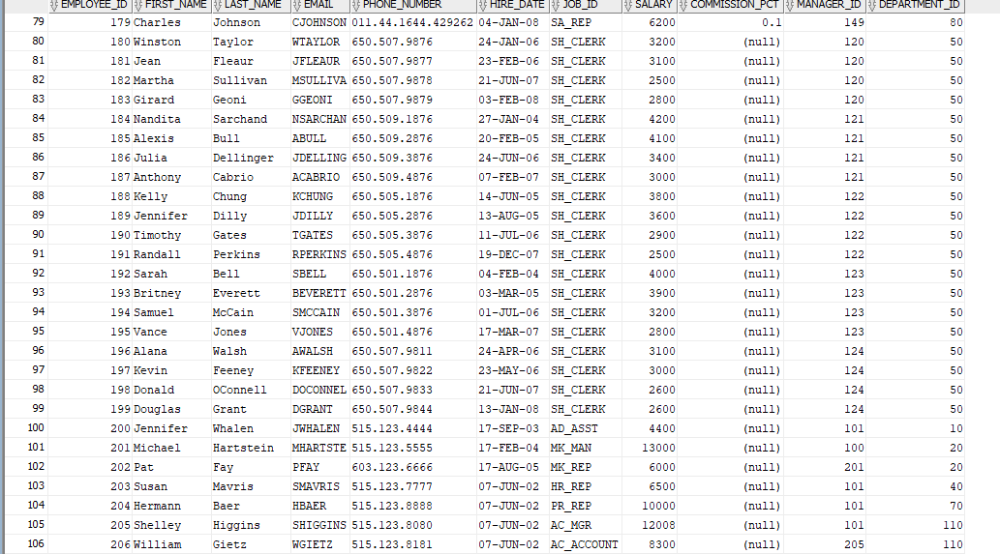 EMPLOYEE_ID FIRST_NAME LAST_NAME EMAIL PHONE_NUMBER HIRE_DATE JOB_ID SALARY COMMISSION_PCT MANAGER_ID DEPARTMENT_ID
79 179 Charles Johnson CJOHNSON 011.44.1644.429262 04-JAN-08 SA_REP 6200 0.1 149 80
80 180 Winston Taylor WTAYLOR 650.507.9876 24-JAN-06 SH_CLERK 3200 (null) 120 50
81 181 Jean Fleaur JFLEAUR 650.507.9877 23-FEB-06 SH_CLERK 3100 (null) 120 50
82 182 Martha Sullivan MSULLIVA 650.507.9878 21-JUN-07 SH_CLERK 2500 (null) 120 50
83 183 Girard Geoni GGEONI 650.507.9879 03-FEB-08 SH_CLERK 2800 (null) 120 50
84 184 Nandita Sarchand NSARCHAN 650.509.1876 27-JAN-04 SH_CLERK 4200 (null) 121 50
85 185 Alexis Bull ABULL 650.509.2876 20-FEB-05 SH_CLERK 4100 (null) 121 50
86 186 Julia Dellinger JDELLING 650.509.3876 24-JUN-06 SH_CLERK 3400 (null) 121 50
87 187 Anthony Cabrio ACABRIO 650.509.4876 07-FEB-07 SH_CLERK 3000 (null) 121 50
88 188 Kelly Chung KCHUNG 650.505.1876 14-JUN-05 SH_CLERK 3800 (null) 122 50
89 189 Jennifer Dilly JDILLY 650.505.2876 13-AUG-05 SH_CLERK 3600 (null) 122 50
90 190 Timothy Gates TGATES 650.505.3876 11-JUL-06 SH_CLERK 2900 (null) 122 50
91 191 Randall Perkins RPERKINS 650.505.4876 19-DEC-07 SH_CLERK 2500 (null) 122 50
92 192 Sarah Bell SBELL 650.501.1876 04-FEB-04 SH_CLERK 4000 (null) 123 50
93 193 Britney Everett BEVERETT 650.501.2876 03-MAR-05 SH_CLERK 3900 (null) 123 50
94 194 Samuel McCain SMCCAIN 650.501.3876 01-JUL-06 SH_CLERK 3200 (null) 123 50
95 195 Vance Jones VJONES 650.501.4876 17-MAR-07 SH_CLERK 2800 (null) 123 50
96 196 Alana Walsh AWALSH 650.507.9811 24-APR-06 SH_CLERK 3100 (null) 124 50
97 197 Kevin Feeney KFEENEY 650.507.9822 23-MAY-06 SH_CLERK 3000 (null) 124 50
98 198 Donald OConnell DOCONNEL 650.507.9833 21-JUN-07 SH_CLERK 2600 (null) 124 50
99 199 Douglas Grant DGRANT 650.507.9844 13-JAN-08 SH_CLERK 2600 (null) 124 50
100 200 Jennifer Whalen JWHALEN 515.123.4444 17-SEP-03 AD_ASST 4400 (null) 101 10
101 201 Michael Hartstein MHARTSTE 515.123.5555 17-FEB-04 MK_MAN 13000 (null) 100 20
102 202 Pat Fay PFAY 603.123.6666 17-AUG-05 MK_REP 6000 (null) 201 20
103 203 Susan Mavris SMAVRIS 515.123.7777 07-JUN-02 HR_REP 6500 (null) 101 40
104 204 Hermann Baer HBAER 515.123.8888 07-JUN-02 PR_REP 10000 (null) 101 70
105 205 Shelley Higgins SHIGGINS 515.123.8080 07-JUN-02 AC_MGR 12008 (null) 101 110
106 206 William Gietz WGIETZ 515.123.8181 07-JUN-02 AC_ACCOUNT 8300 (null) 205 110